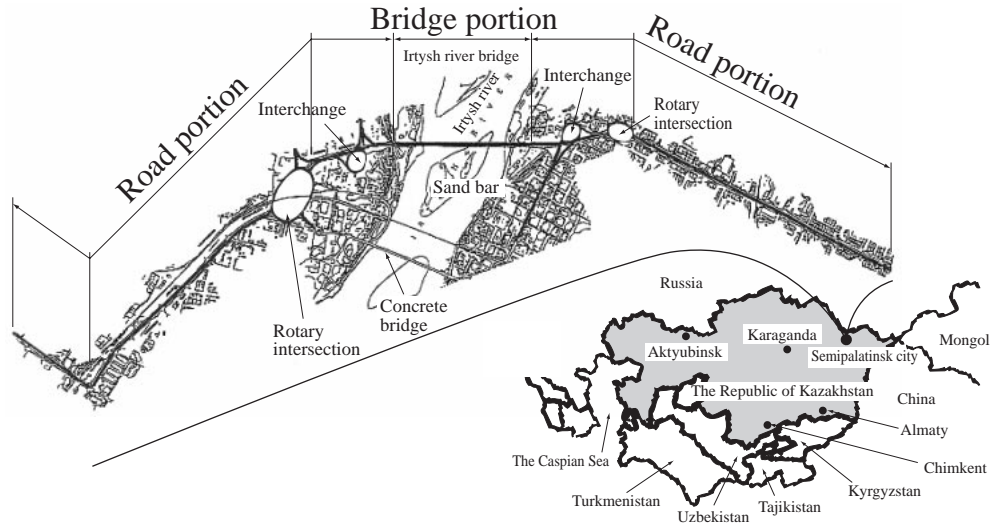 Bridge portion
Irtysh river bridge
Road portion
Road portion
Interchange
Irtysh river
Interchange
Rotary
intersection
Sand bar
Concrete
bridge
Rotary
intersection
Russia
Mongol
Karaganda
Aktyubinsk
Semipalatinsk city
The Republic of Kazakhstan
China
Almaty
The Caspian Sea
Chimkent
Turkmenistan
Kyrgyzstan
Tajikistan
Uzbekistan